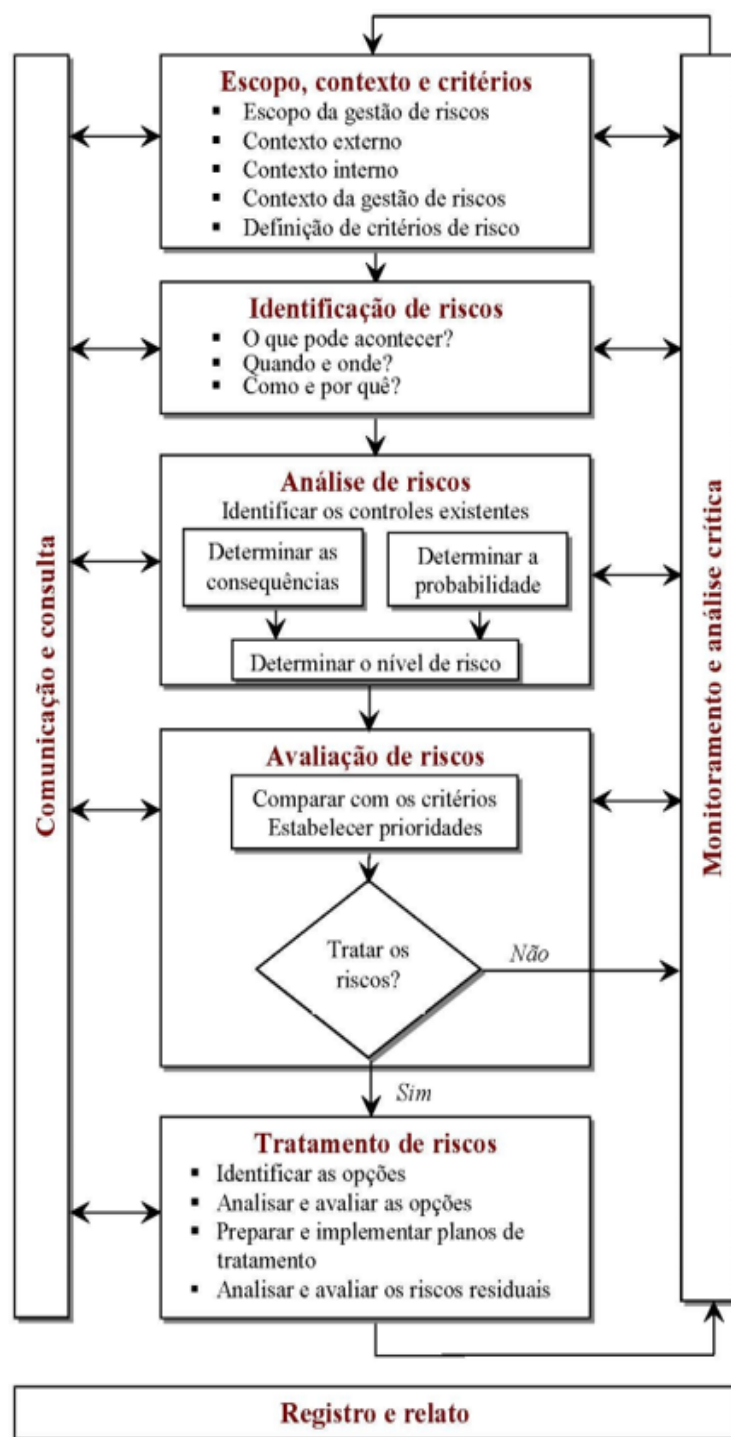 Escopo, contexto e critérios
▪ Escopo da gestão de riscos
▪ Contexto externo
▪ Contexto interno
▪ Contexto da gestão de riscos
▪ Definição de critérios de risco
Identificação de riscos
▪ O que pode acontecer?
▪ Quando e onde?
▪ Como e por quê?
Análise de riscos
Identificar os controles existentes
Determinar as
consequências
Determinar a
probabilidade
Determinar o nível de risco
Avaliação de riscos
Comparar com os critérios
Estabelecer prioridades
Tratar os
riscos?
Não
Sim
Tratamento de riscos
▪ Identificar as opções
▪ Analisar e avaliar as opções
▪ Preparar e implementar planos de
tratamento
▪ Analisar e avaliar os riscos residuais
Comunicação e consulta
Monitoramento e análise crítica
Registro e relato